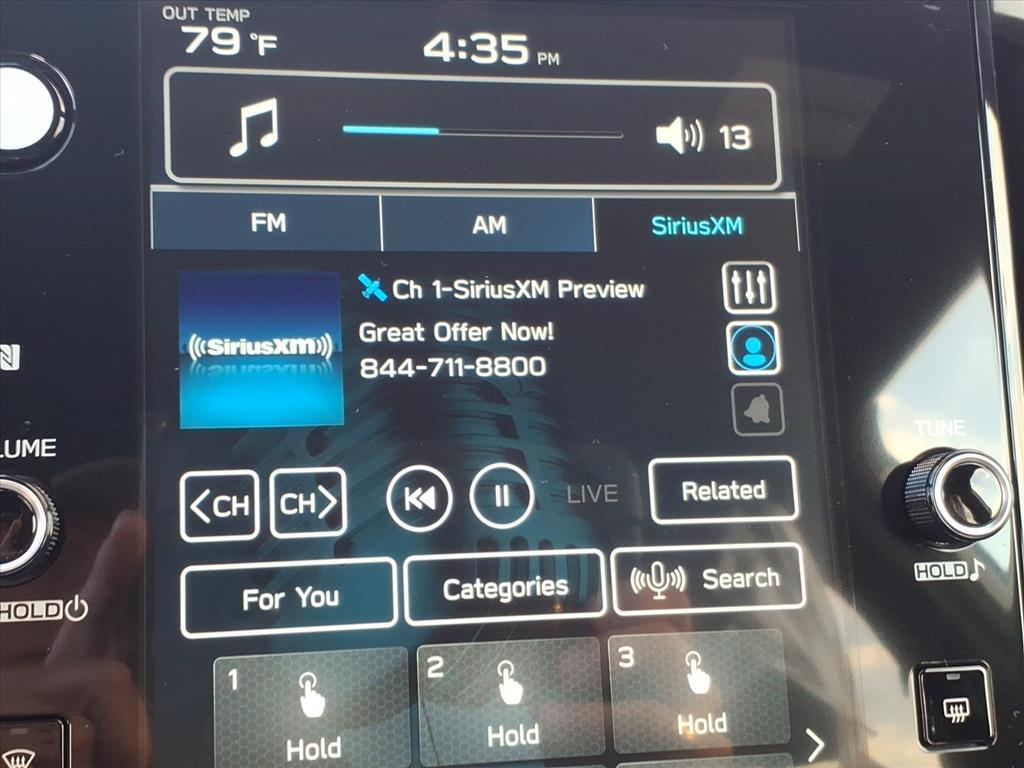 OUT TEMP
79 °F
4:35 PM
13
FM
AM
SiriusXM
Ch 1-SiriusXM Preview
((SiriusXM))
Great Offer Now!
844-711-8800
LUME
TUNE
<CH
CH>
LIVE
Related
HOLD
HOLD
For You
Categories
Search
1
2
3
Hold
Hold
Hold